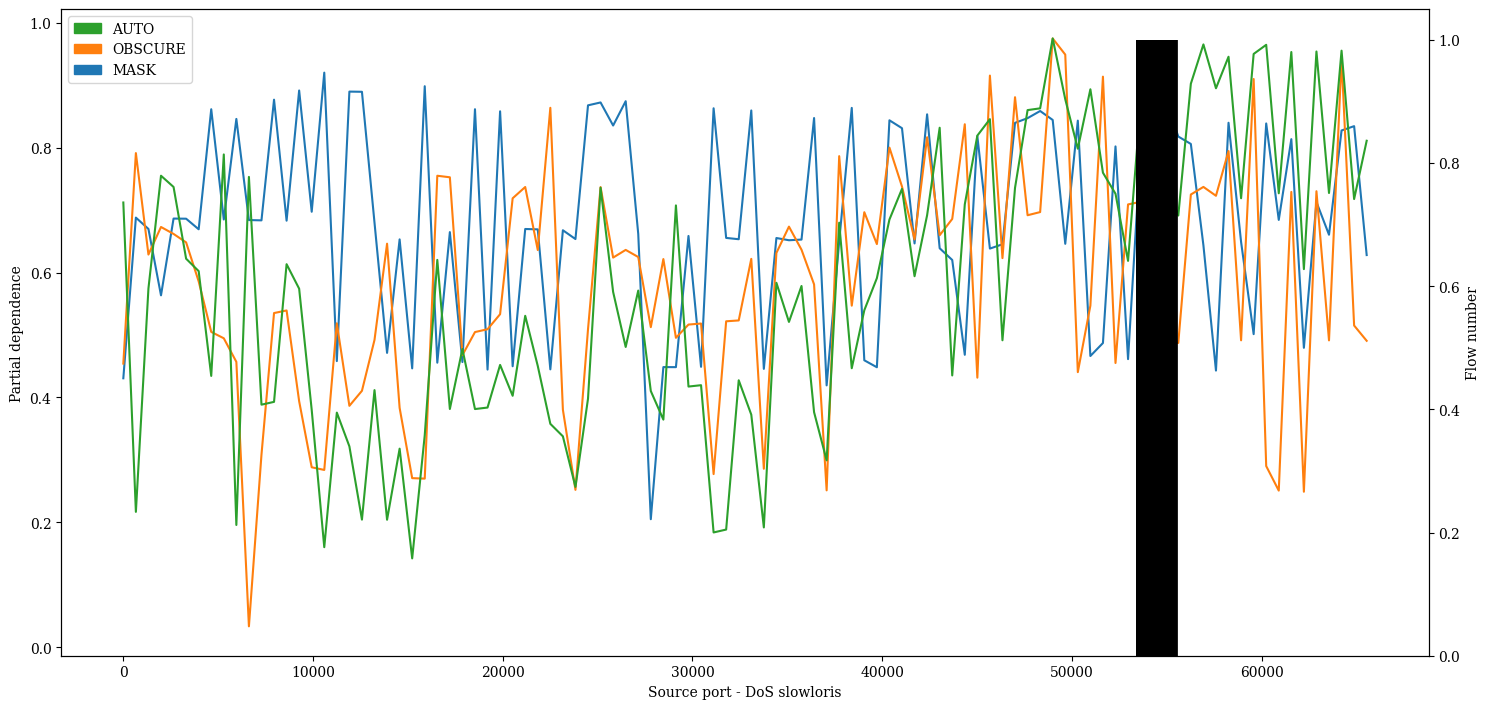 AUTO
OBSCURE
MASK
1.0
0.8
0.6
0.4
0.2
0.0
Partial dependence
1.0
0.8
0.6
0.4
0.2
0.0
Flow number
0 10000 20000 30000 40000 50000 60000
Source port - DoS slowloris